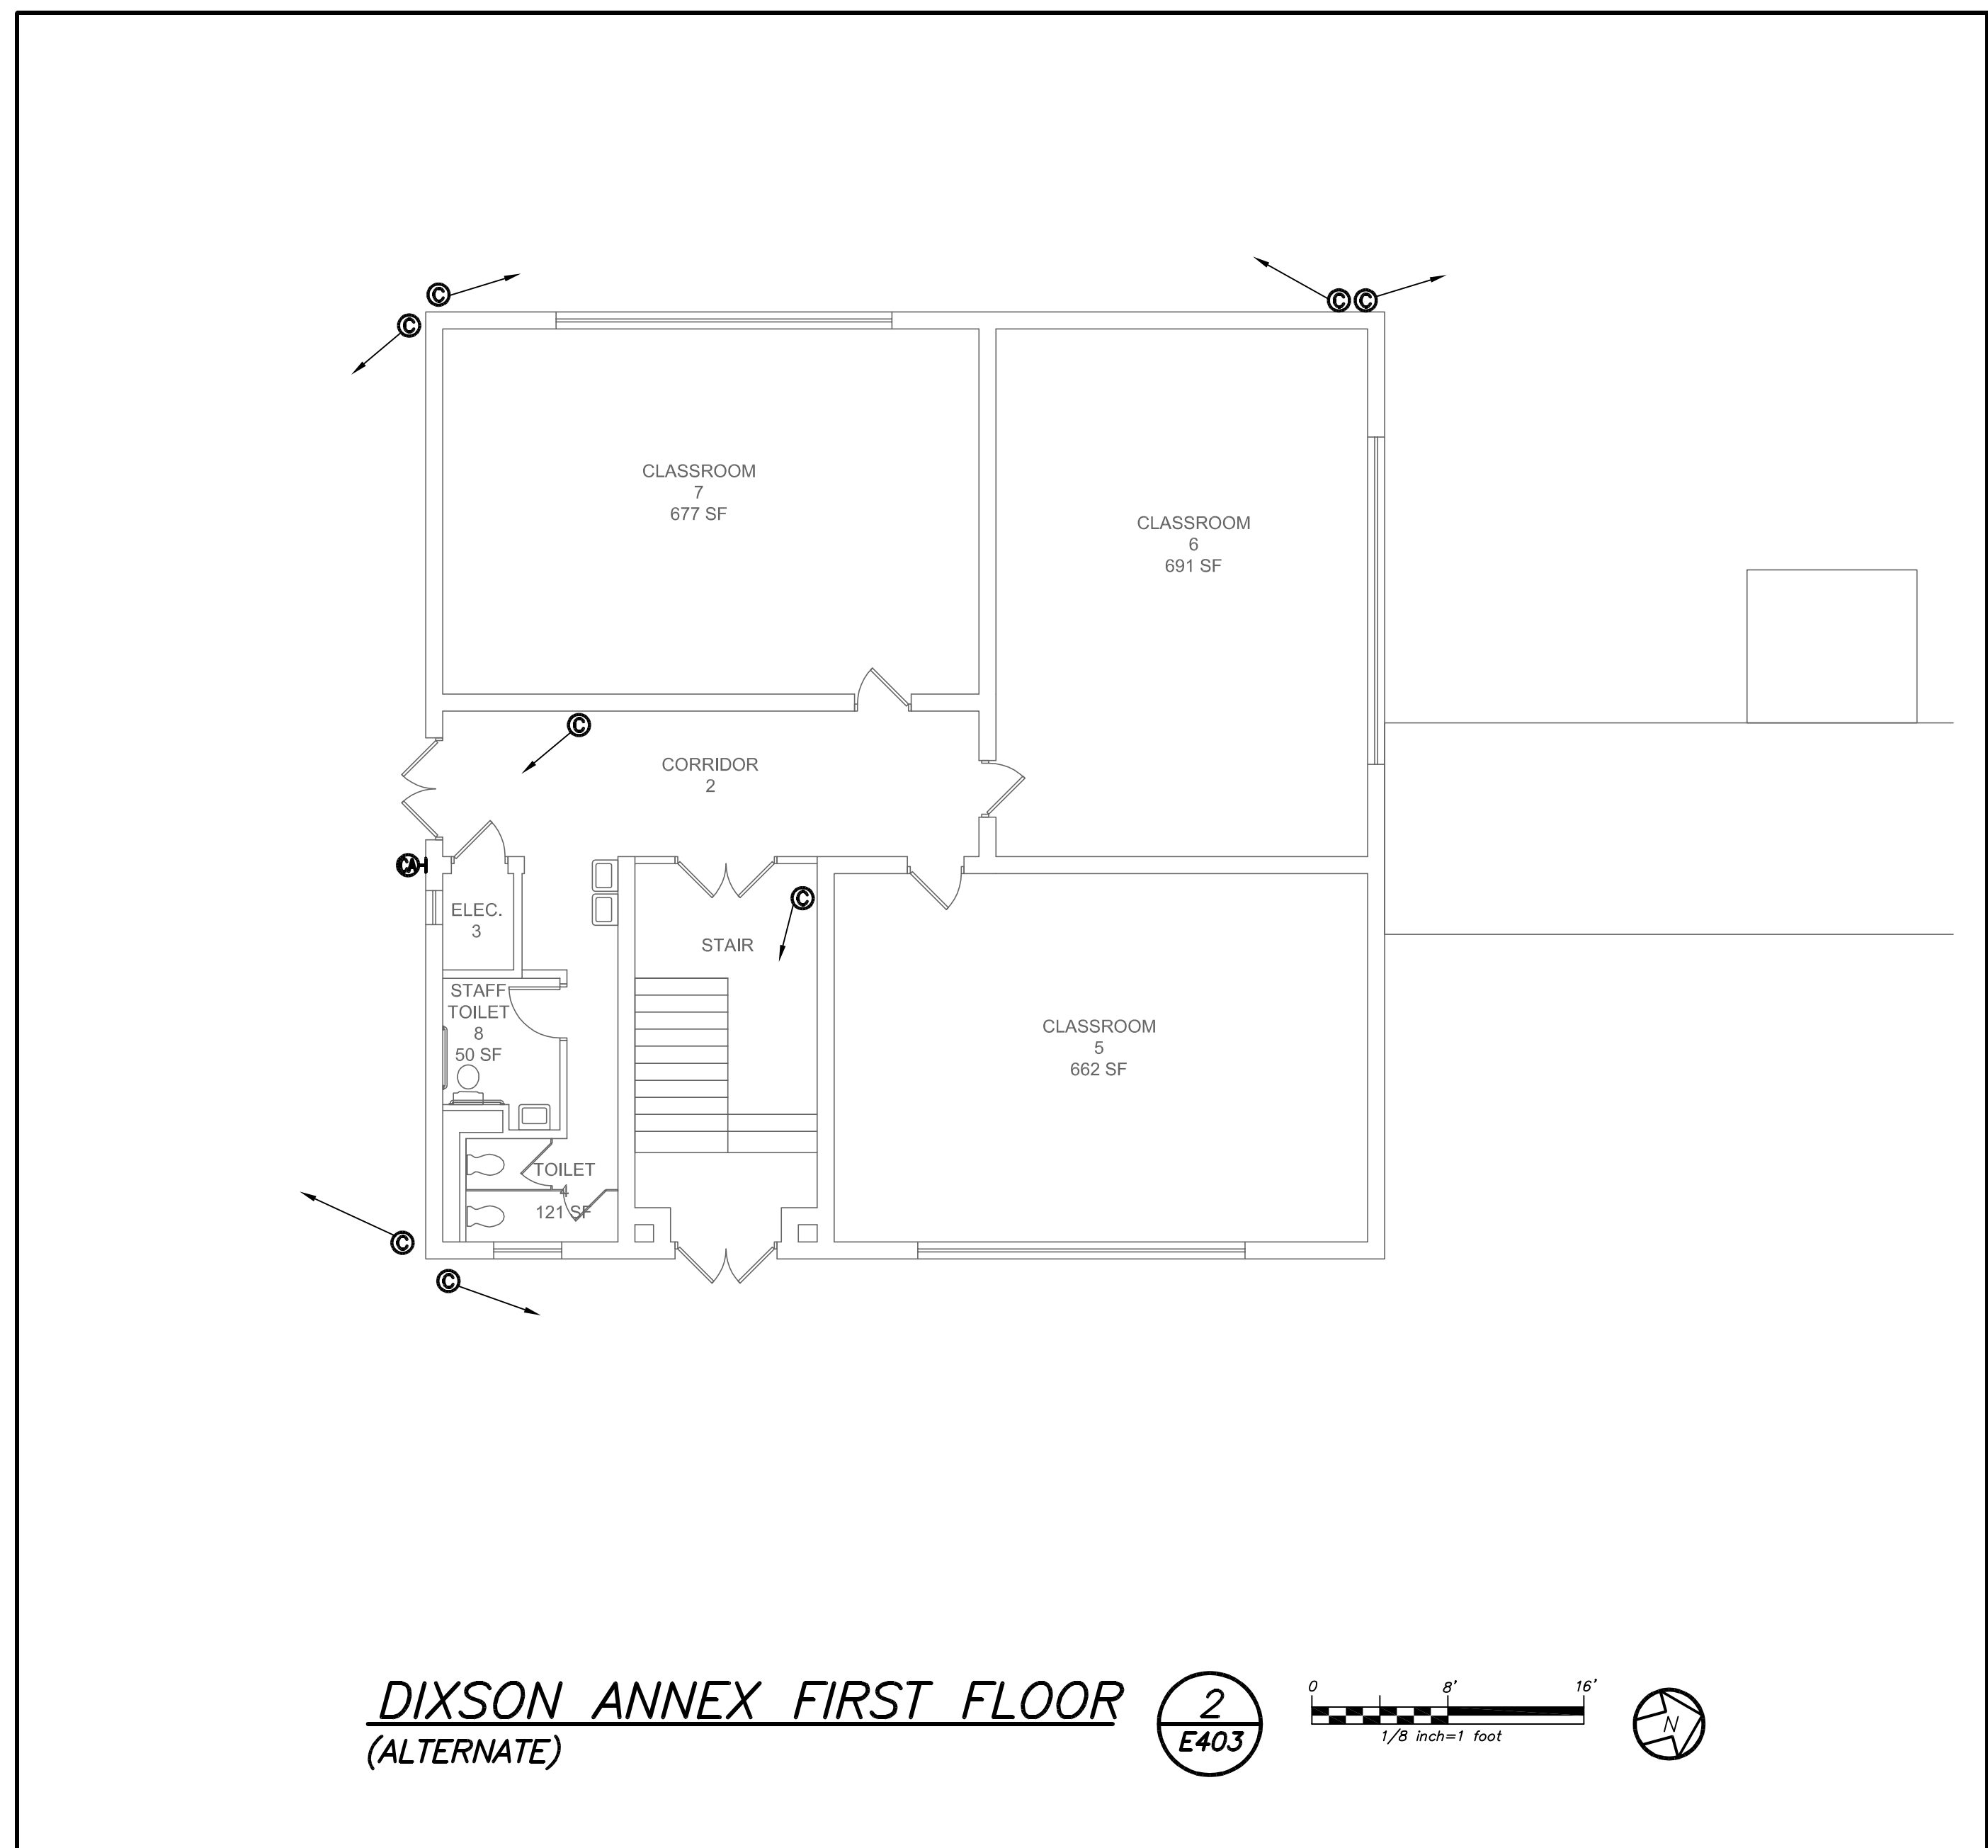 C
C
C
C
C
CLASSROOM
7
677 SF
CLASSROOM
6
691 SF
C
CORRIDOR
2
CA
C
ELEC.
3
STAIR
STAFF
TOILET
8
50 SF
CLASSROOM
5
662 SF
TOILET
4
121 SF
C
C
DIXSON ANNEX FIRST FLOOR
(ALTERNATE)
2
E403
0 8' 16'
1/8 inch=1 foot
N